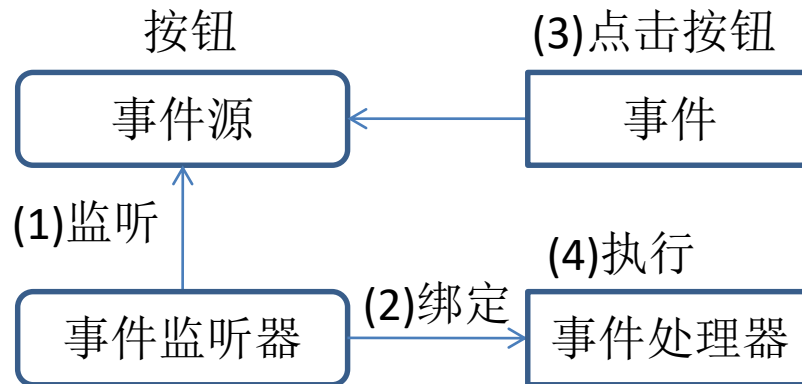 按钮
(3)点击按钮
事件源
事件
(1)监听
(4)执行
(2)绑定
事件监听器
事件处理器